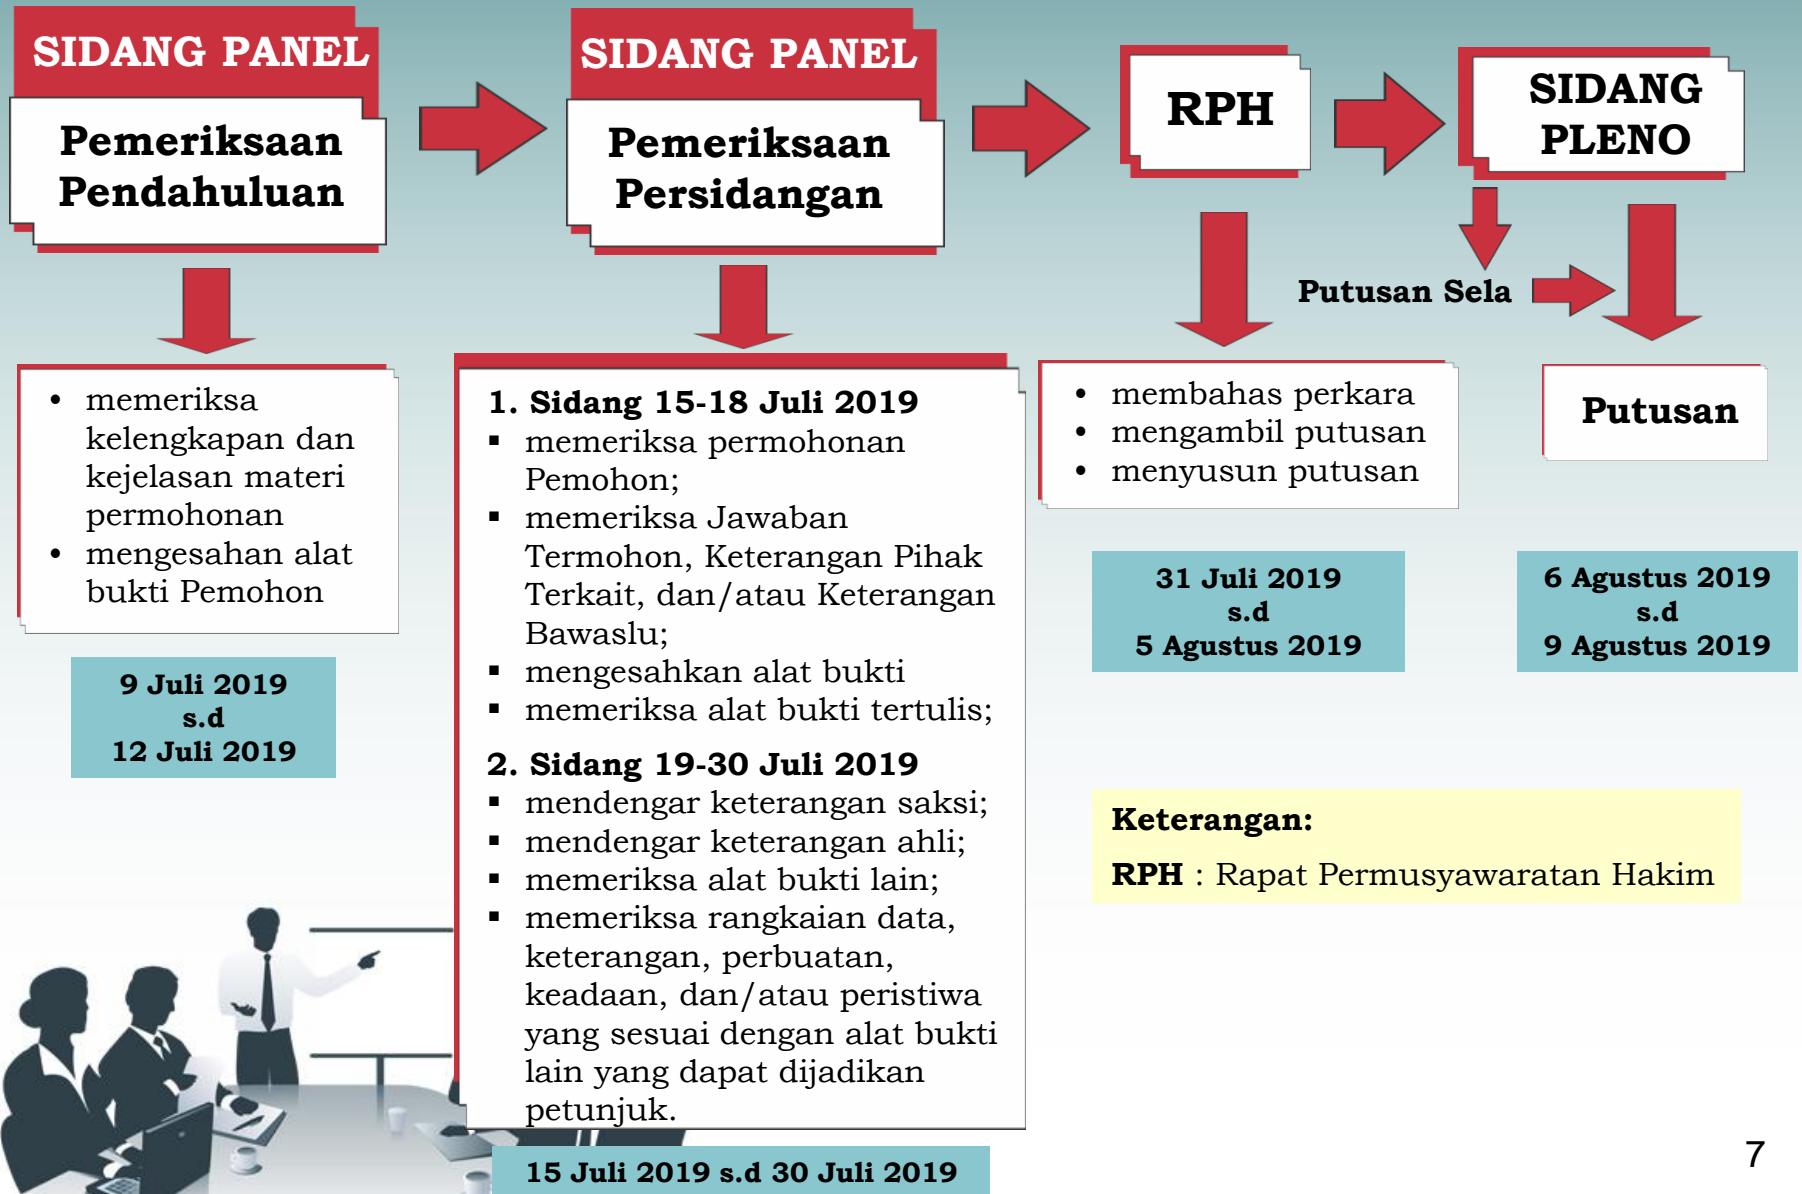 SIDANG PANEL
Pemeriksaan
Pendahuluan
• memeriksa
kelengkapan dan
kejelasan materi
permohonan
• mengesahan alat
bukti Pemohon
9 Juli 2019
s.d
12 Juli 2019
SIDANG PANEL
Pemeriksaan
Persidangan
1. Sidang 15-18 Juli 2019
▪ memeriksa permohonan
Pemohon;
▪ memeriksa Jawaban
Termohon, Keterangan Pihak
Terkait, dan/atau Keterangan
Bawaslu;
▪ mengesahkan alat bukti
▪ memeriksa alat bukti tertulis;
2. Sidang 19-30 Juli 2019
▪ mendengar keterangan saksi;
▪ mendengar keterangan ahli;
▪ memeriksa alat bukti lain;
▪ memeriksa rangkaian data,
keterangan, perbuatan,
keadaan, dan/atau peristiwa
yang sesuai dengan alat bukti
lain yang dapat dijadikan
petunjuk.
15 Juli 2019 s.d 30 Juli 2019
RPH
• membahas perkara
• mengambil putusan
• menyusun putusan
31 Juli 2019
s.d
5 Agustus 2019
SIDANG
PLENO
Putusan Sela
Putusan
6 Agustus 2019
s.d
9 Agustus 2019
Keterangan:
RPH : Rapat Permusyawaratan Hakim
7